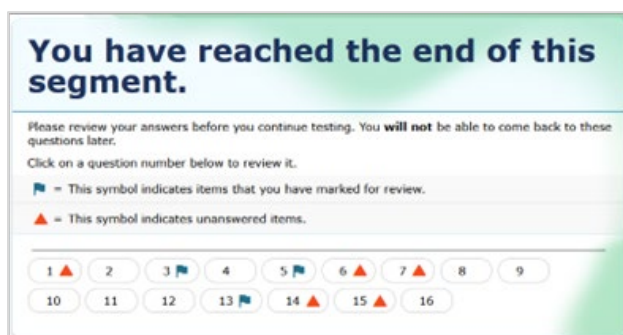 You have reached the end of this
segment.
Please review your answers before you continue testing. You will not be able to come back to these
questions later.
Click on a question number below to review it.
= This symbol indicates items that you have marked for review.
= This symbol indicates unanswered items.
1 2 3 4 5 6 7 8 9
10 11 12 13 14 15 16